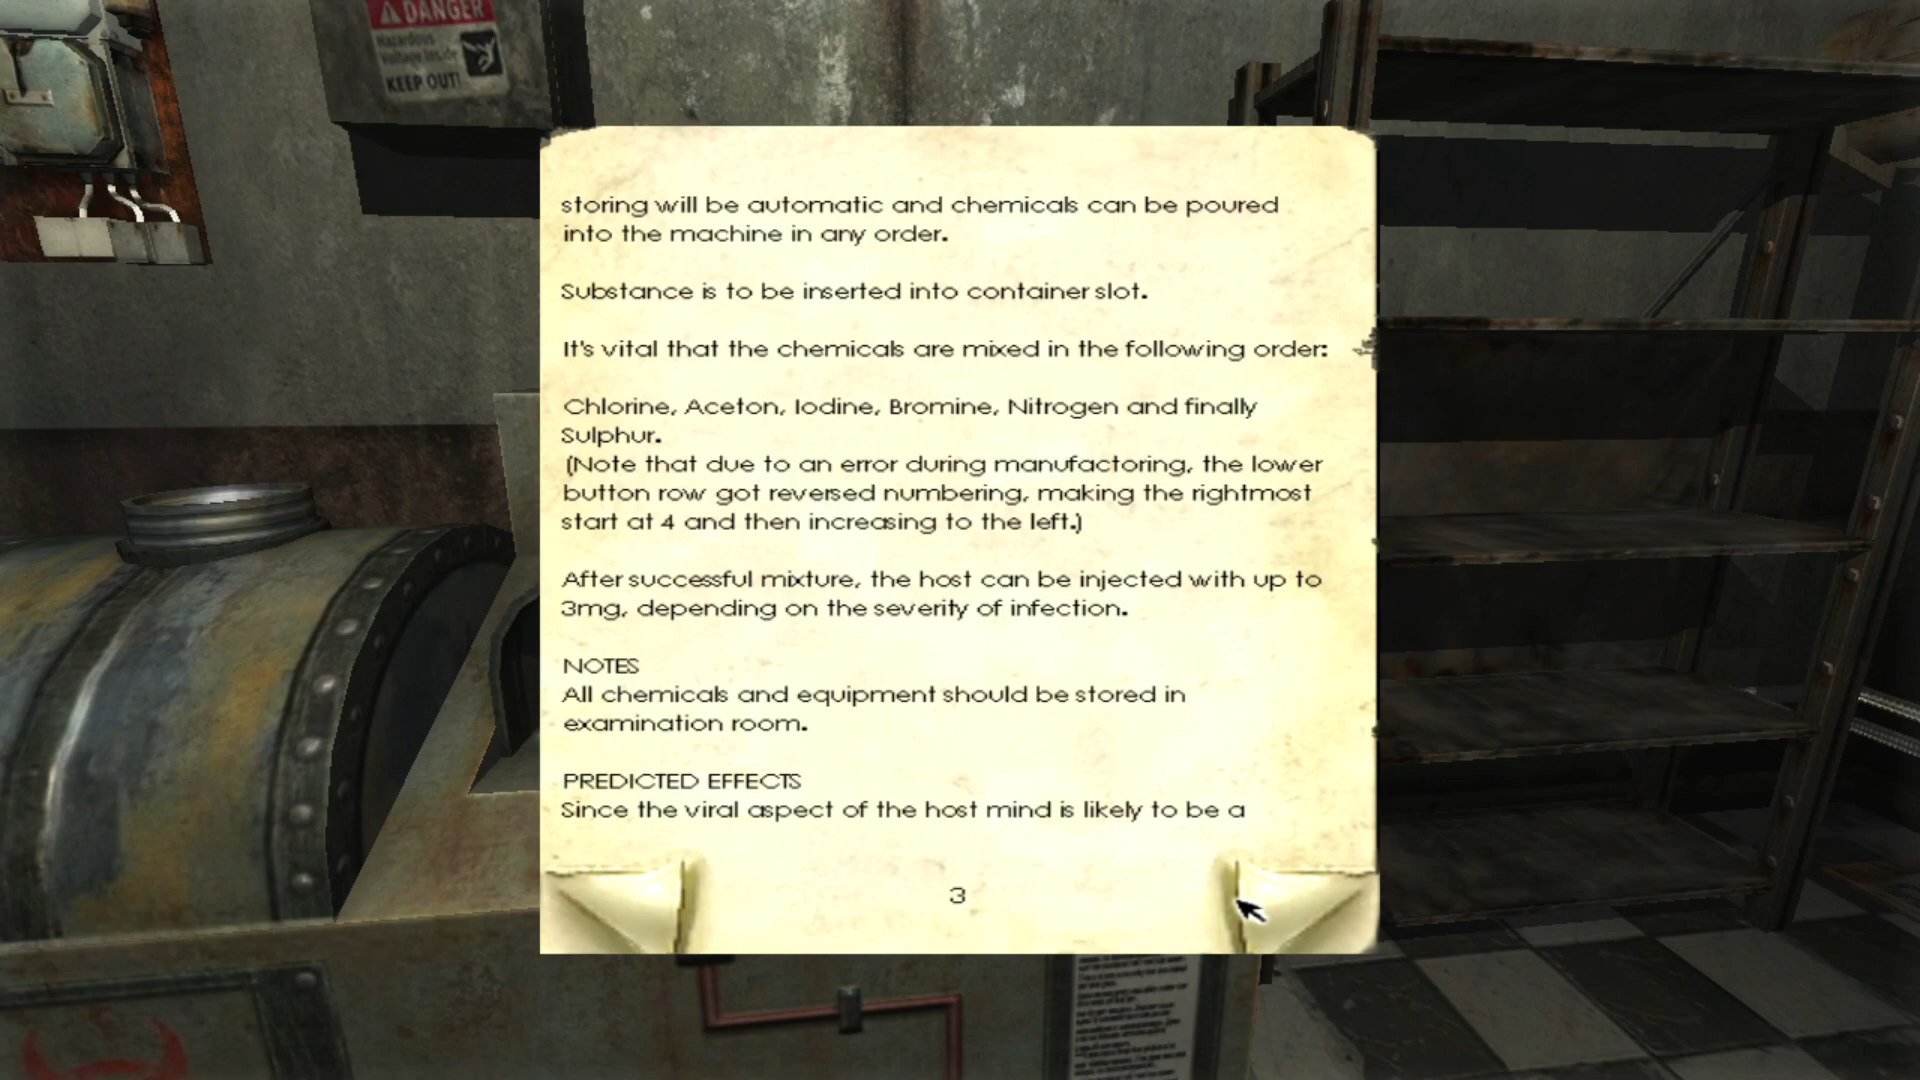 DANGER
Hazardous
Voltage Inside
KEEP OUT!
storing will be automatic and chemicals can be poured
into the machine in any order.
Substance is to be inserted into container slot.
It's vital that the chemicals are mixed in the following order:
Chlorine, Aceton, Iodine, Bromine, Nitrogen and finally
Sulphur.
(Note that due to an error during manufactoring, the lower
button row got reversed numbering, making the rightmost
start at 4 and then increasing to the left.)
After successful mixture, the host can be injected with up to
3mg, depending on the severity of infection.
NOTES
All chemicals and equipment should be stored in
examination room.
PREDICTED EFFECTS
Since the viral aspect of the host mind is likely to be a
3